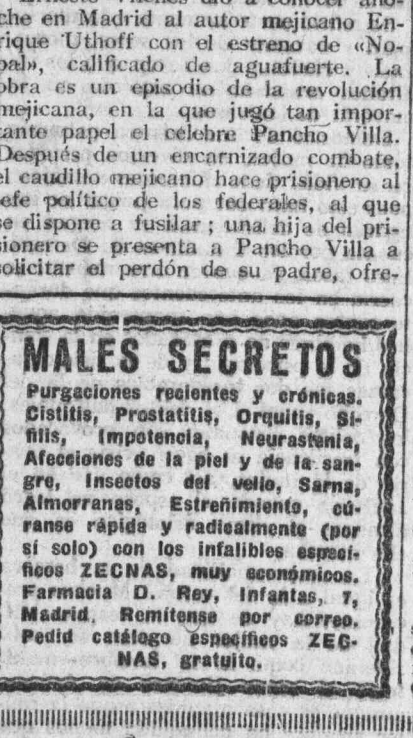 che en Madrid al autor mejicano En-
rique Uthoff con el estreno de «No-
pal», calificado de aguafuerte. La
obra es un episodio de la revolución
mejicana, en la que jugó tan impor-
tante papel el célebre Pancho Villa.
Después de un encarnizado combate,
el caudillo mejicano hace prisionero al
jefe político de los federales, al que
se dispone a fusilar; una hija del pri-
sionero se presenta a Pancho Villa a
solicitar el perdón de su padre, ofre-
MALES SECRETOS
Purgaciones recientes y crónicas.
Cistitis, Prostatitis, Orquitis, Sí-
filis, Impotencia, Neurastenia,
Afecciones de la piel y de la san-
gre, Insectos del vello, Sarna,
Almorranas, Estreñimiento, cú-
ranse rápida y radicalmente (por
sí solo) con los infalibles especí-
ficos ZECNAS, muy económicos.
Farmacia D. Rey, Infantas, 7,
Madrid. Remítense por correo.
Pedid catálogo específicos ZEC-
NAS, gratuito.